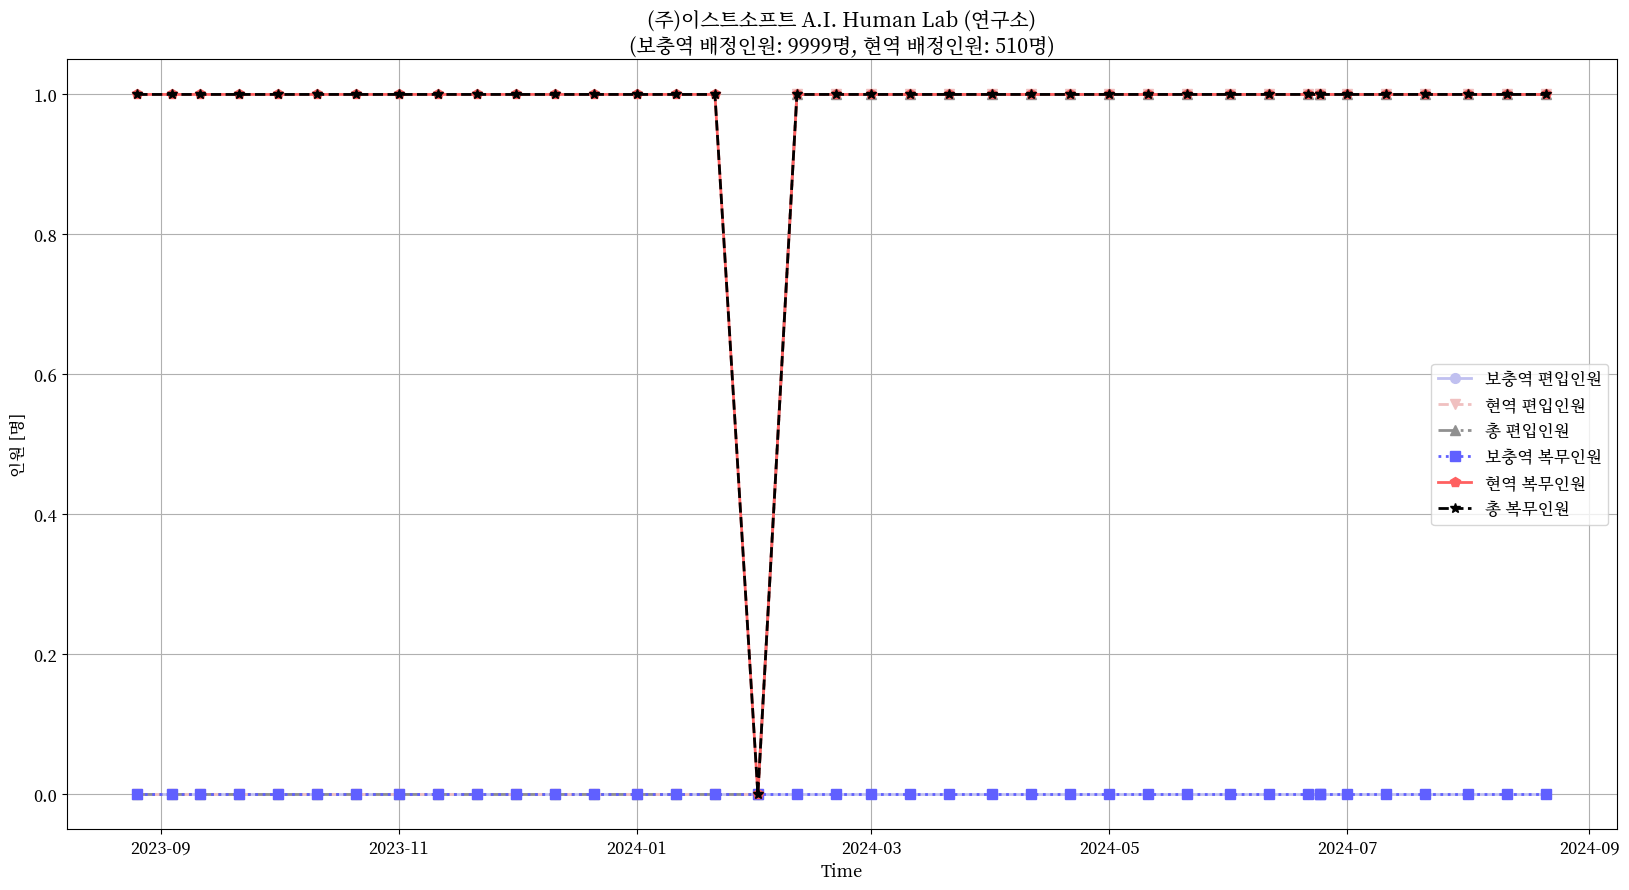 (주)이스트소프트 A.I. Human Lab (연구소)
(보충역 배정인원: 9999명, 현역 배정인원: 510명)
인원 [명]
1.0
0.8
0.6
0.4
0.2
0.0
보충역 편입인원
현역 편입인원
총 편입인원
보충역 복무인원
현역 복무인원
총 복무인원
2023-09
2023-11
2024-01
2024-03
2024-05
2024-07
2024-09
Time